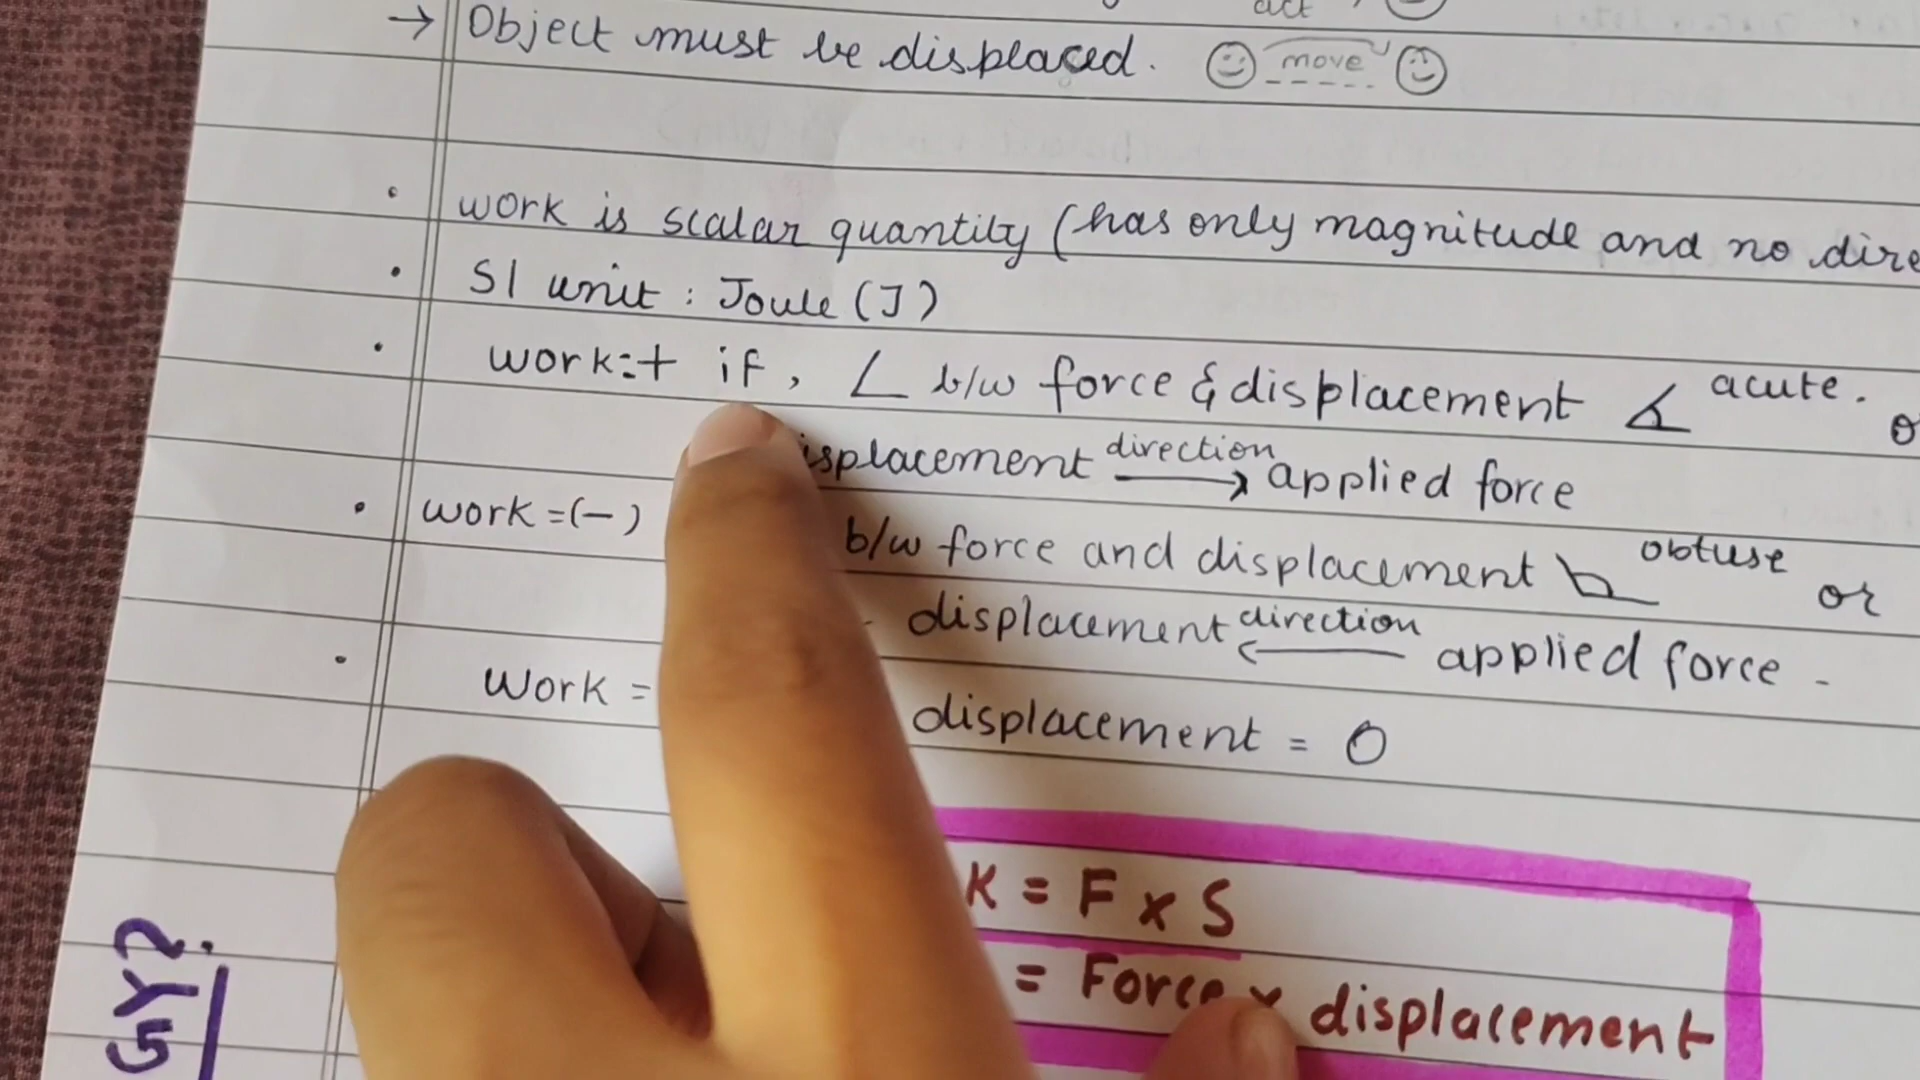 act
→ Object must be displaced. move
• work is scalar quantity (has only magnitude and no
• SI unit : Joule (J)
• work:+ if, ∠ b/w force & displacement acute.
direction
applied force
• work =(-) b/w force and displacement obtuse or
displacement direction ← applied force -
• Work = displacement = 0
= F x S
= Force x displacement